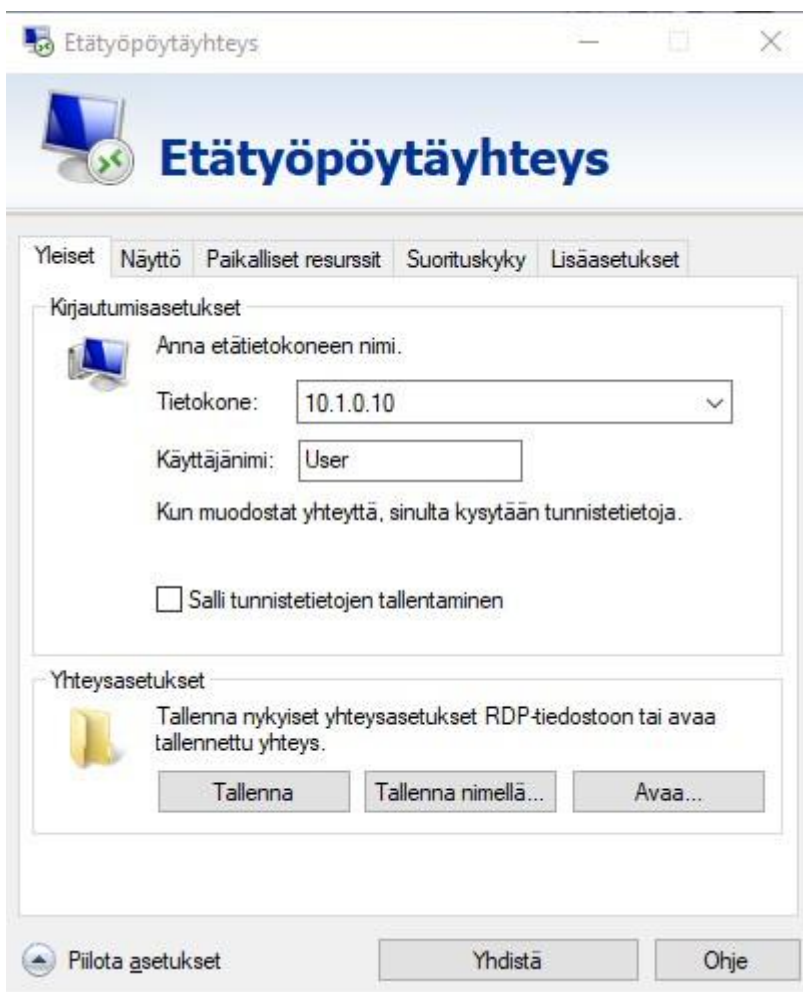 Etätyöpöytäyhteys
Etätyöpöytäyhteys
Yleiset Näyttö Paikalliset resurssit Suorituskyky Lisäasetukset
Kirjautumisasetukset
Anna etätietokoneen nimi.
Tietokone: 10.1.0.10
Käyttäjänimi: User
Kun muodostat yhteyttä, sinulta kysytään tunnistetietoja.
Salli tunnistetietojen tallentaminen
Yhteysasetukset
Tallenna nykyiset yhteysasetukset RDP-tiedostoon tai avaa
tallennettu yhteys.
Tallenna Tallenna nimellä... Avaa...
Piilota asetukset Yhdistä Ohje